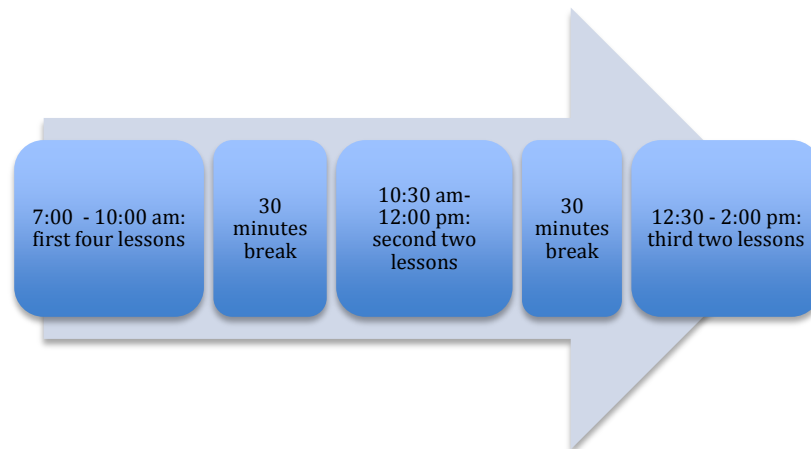 7:00 - 10:00 am:
first four lessons
30
minutes
break
10:30 am-
12:00 pm:
second two
lessons
30
minutes
break
12:30 - 2:00 pm:
third two lessons